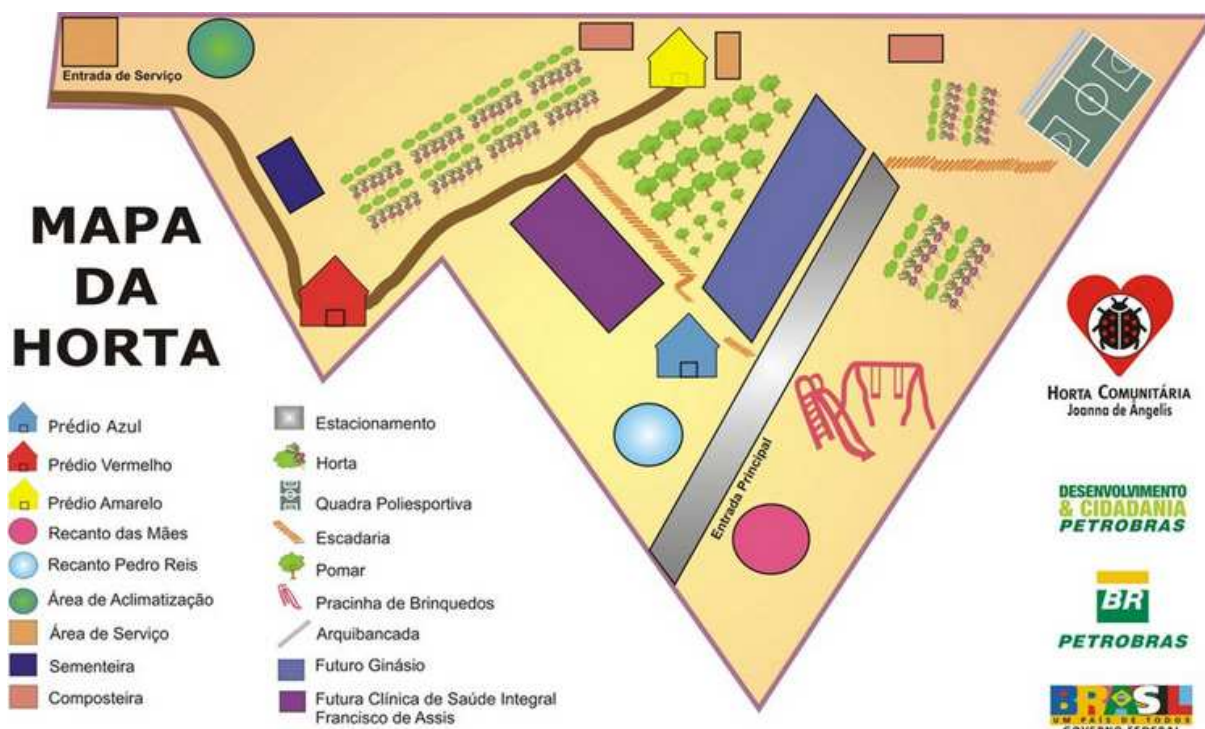 Entrada de Serviço
MAPA
DA
HORTA
Entrada Principal
Prédio Azul
Prédio Vermelho
Prédio Amarelo
Recanto das Mães
Recanto Pedro Reis
Área de Aclimatização
Área de Serviço
Sementeira
Composteira
Estacionamento
Horta
Quadra Poliesportiva
Escadaria
Pomar
Pracinha de Brinquedos
Arquibancada
Futuro Ginásio
Futura Clínica de Saúde Integral
Francisco de Assis
HORTA COMUNITÁRIA
Joanna de Ângelis
DESENVOLVIMENTO
& CIDADANIA
PETROBRAS
BR
PETROBRAS
BRASIL
UM PAÍS DE TODOS
GOVERNO FEDERAL